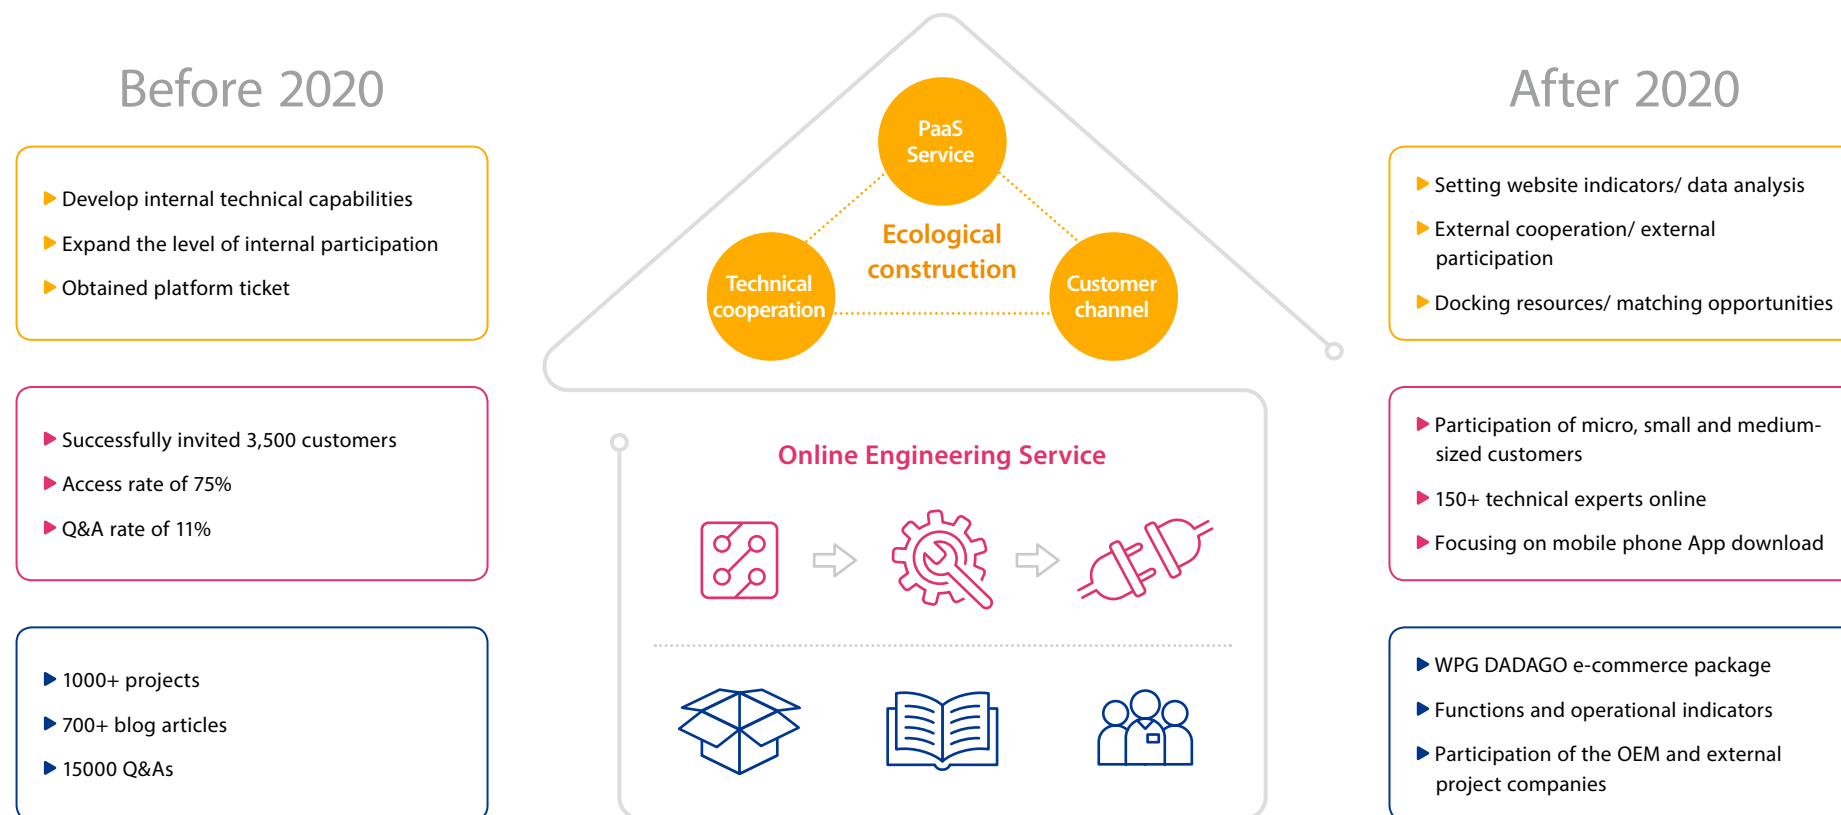 Before 2020
Develop internal technical capabilities
Expand the level of internal participation
Obtained platform ticket
Successfully invited 3,500 customers
Access rate of 75%
Q&A rate of 11%
1000+ projects
700+ blog articles
15000 Q&As
PaaS
Service
Ecological
construction
Technical
cooperation
Customer
channel
Online Engineering Service
After 2020
Setting website indicators/ data analysis
External cooperation/ external
participation
Docking resources/ matching opportunities
Participation of micro, small and medium-
sized customers
150+ technical experts online
Focusing on mobile phone App download
WPG DADAGO e-commerce package
Functions and operational indicators
Participation of the OEM and external
project companies